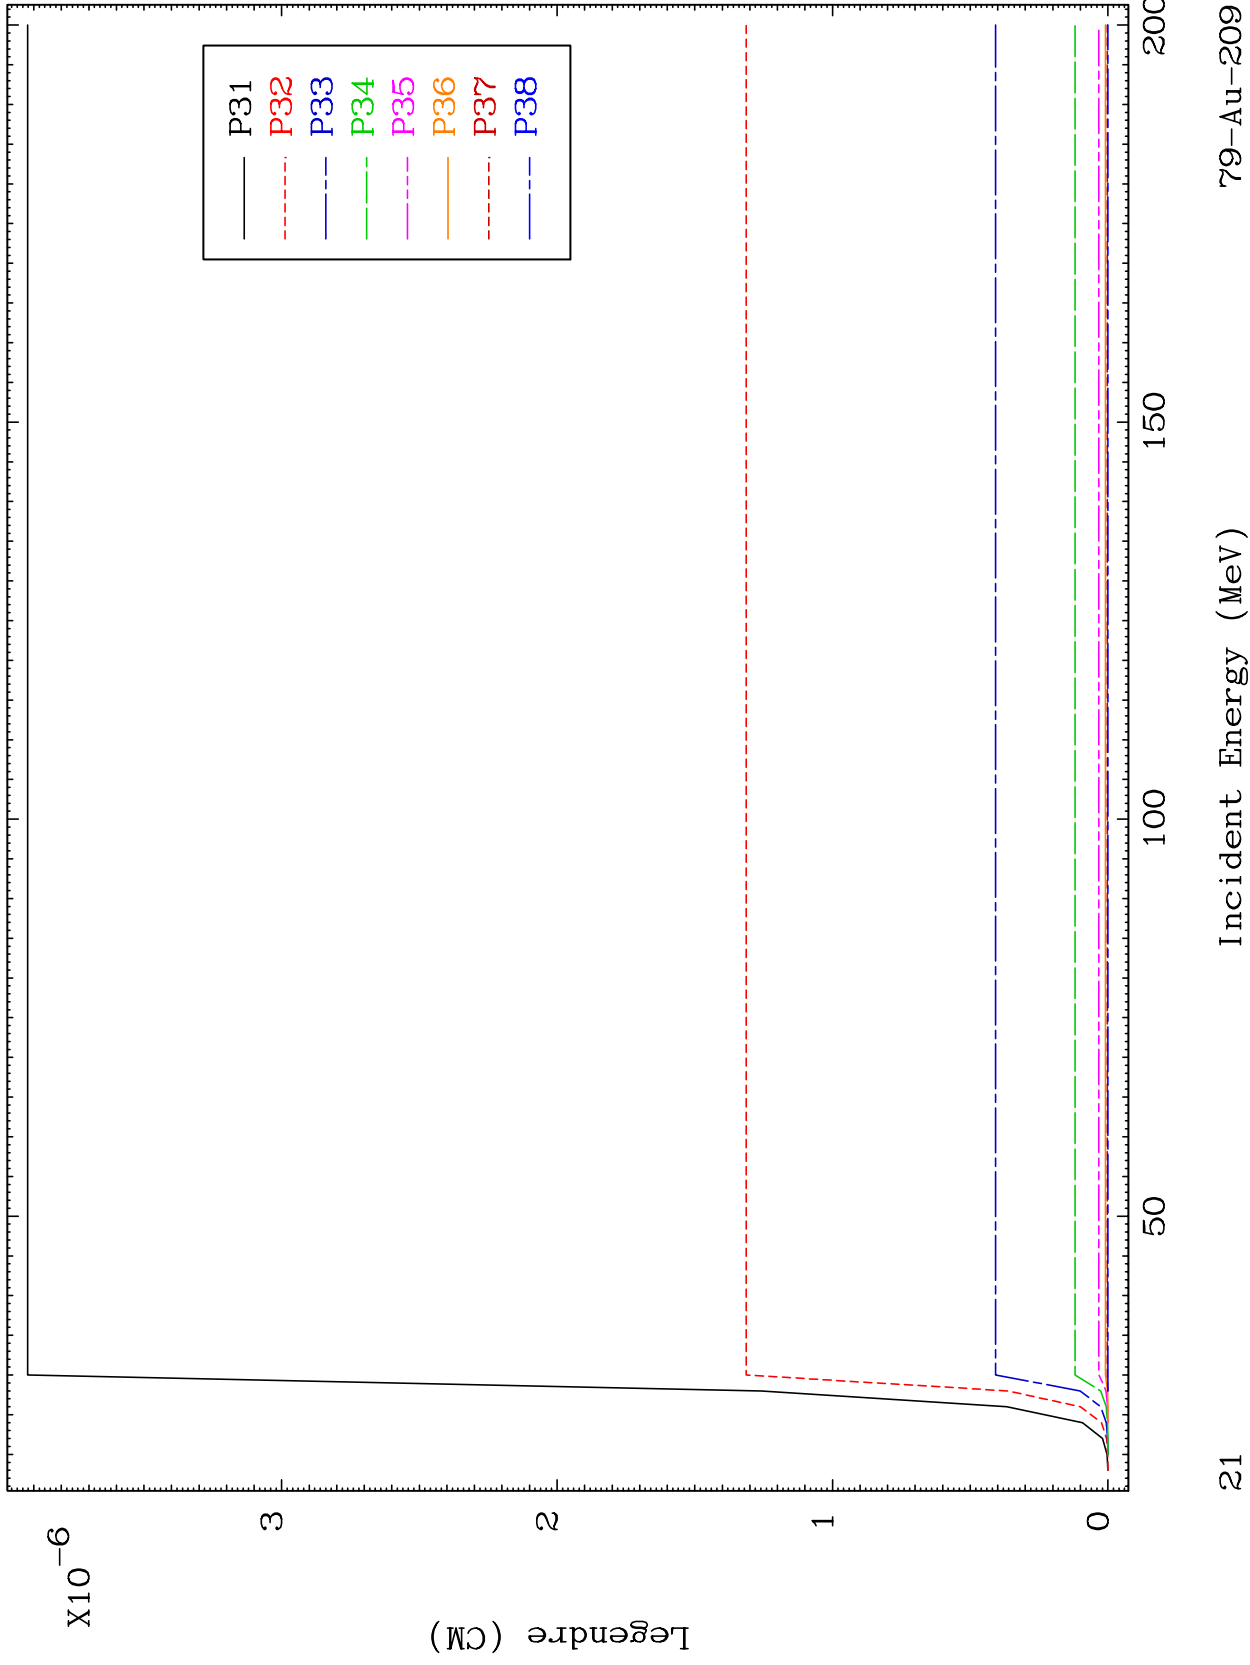 X10-6
Legendre (CM)
3
2
1
0
P31
P32
P33
P34
P35
P36
P37
P38
50
100
150
200
Incident Energy (MeV)
21
79-Au-209